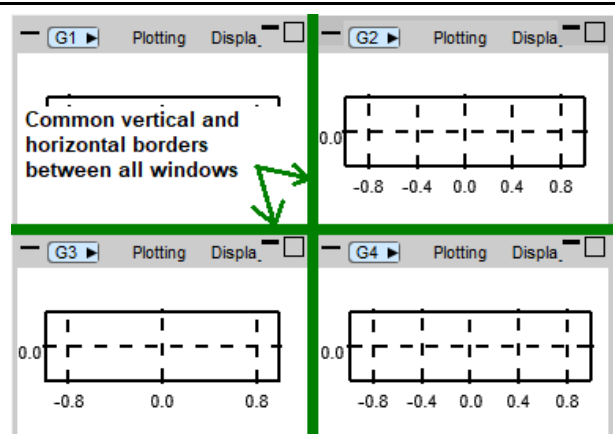 G1 Plotting Displa
G2 Plotting Displa
Common vertical and
horizontal borders
between all windows
0.0
-0.8 -0.4 0.0 0.4 0.8
G3 Plotting Displa
G4 Plotting Displa
0.0
-0.8 0.0 0.8
0.0
-0.8 -0.4 0.0 0.4 0.8